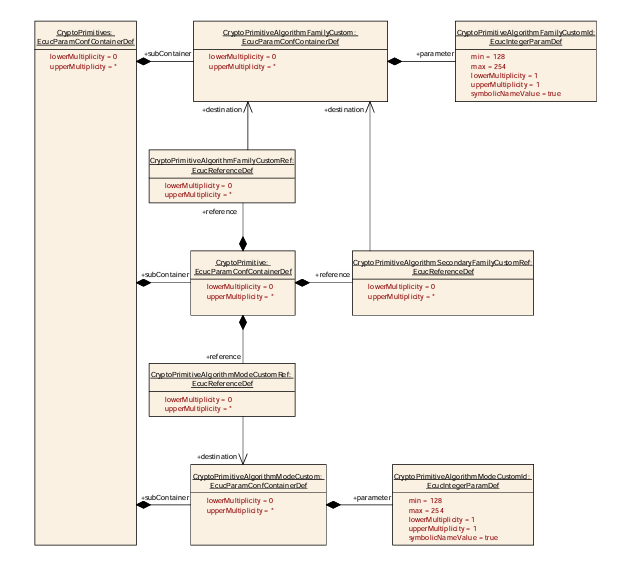 CryptoPrimitives:
EcucParamConfContainerDef
lowerMultiplicity = 0
upperMultiplicity = *
+subContainer
CryptoPrimitiveAlgorithmFamilyCustom:
EcucParamConfContainerDef
lowerMultiplicity = 0
upperMultiplicity = *
+parameter
CryptoPrimitiveAlgorithmFamilyCustomId:
EcucIntegerParamDef
min = 128
max = 254
lowerMultiplicity = 1
upperMultiplicity = 1
symbolicNameValue = true
+destination
+destination
CryptoPrimitiveAlgorithmFamilyCustomRef:
EcucReferenceDef
lowerMultiplicity = 0
upperMultiplicity = *
+reference
+subContainer
CryptoPrimitive:
EcucParamConfContainerDef
lowerMultiplicity = 0
upperMultiplicity = *
+reference
CryptoPrimitiveAlgorithmSecondaryFamilyCustomRef:
EcucReferenceDef
lowerMultiplicity = 0
upperMultiplicity = *
+reference
CryptoPrimitiveAlgorithmModeCustomRef:
EcucReferenceDef
lowerMultiplicity = 0
upperMultiplicity = *
+destination
+subContainer
CryptoPrimitiveAlgorithmModeCustom:
EcucParamConfContainerDef
lowerMultiplicity = 0
upperMultiplicity = *
+parameter
CryptoPrimitiveAlgorithmModeCustomId:
EcucIntegerParamDef
min = 128
max = 254
lowerMultiplicity = 1
upperMultiplicity = 1
symbolicNameValue = true